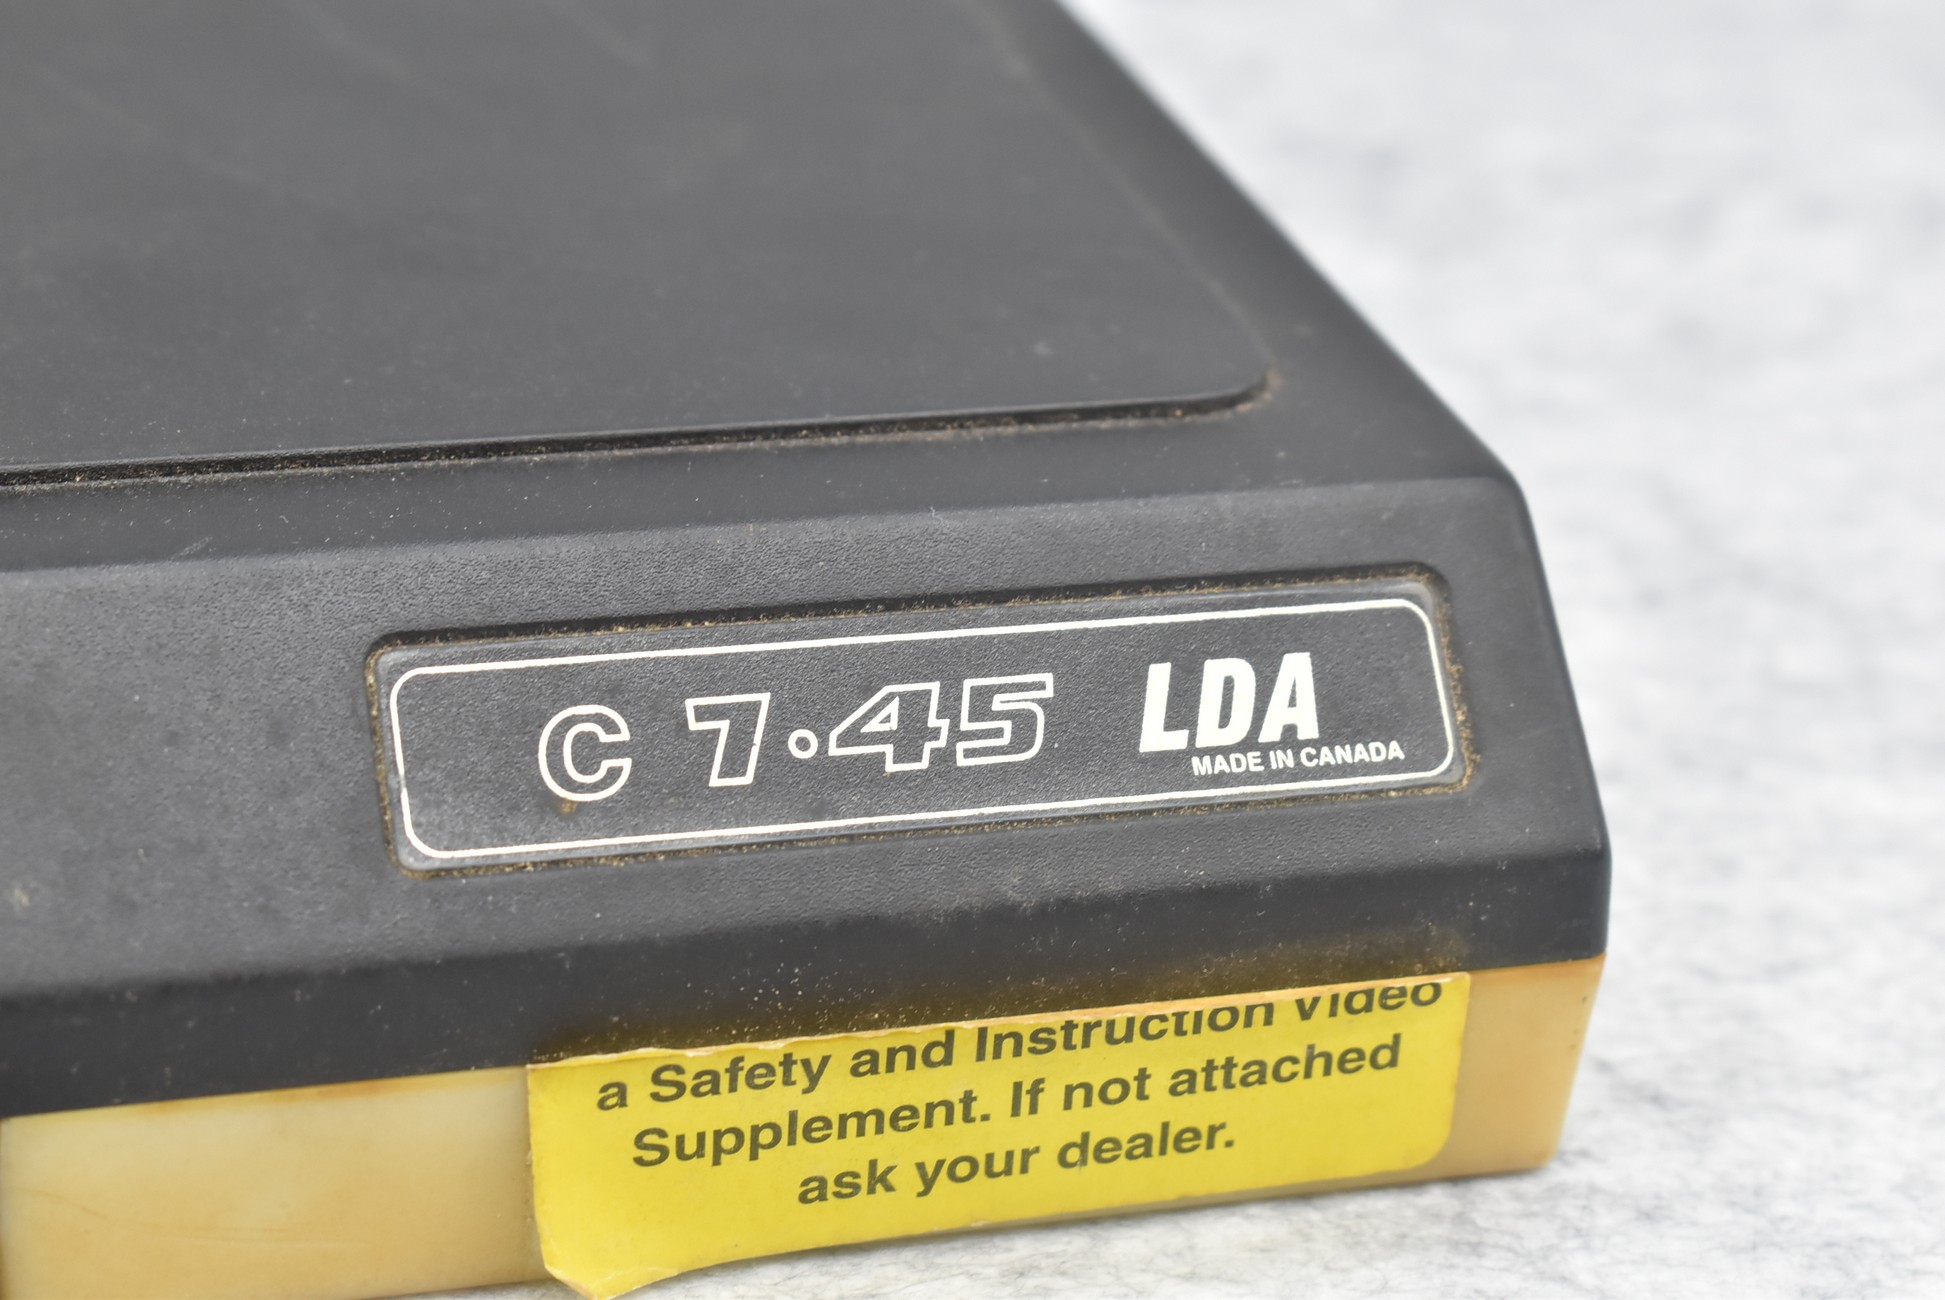 C 7•45 LDA
MADE IN CANADA
a Safety and Instruction Video
Supplement. If not attached
ask your dealer.